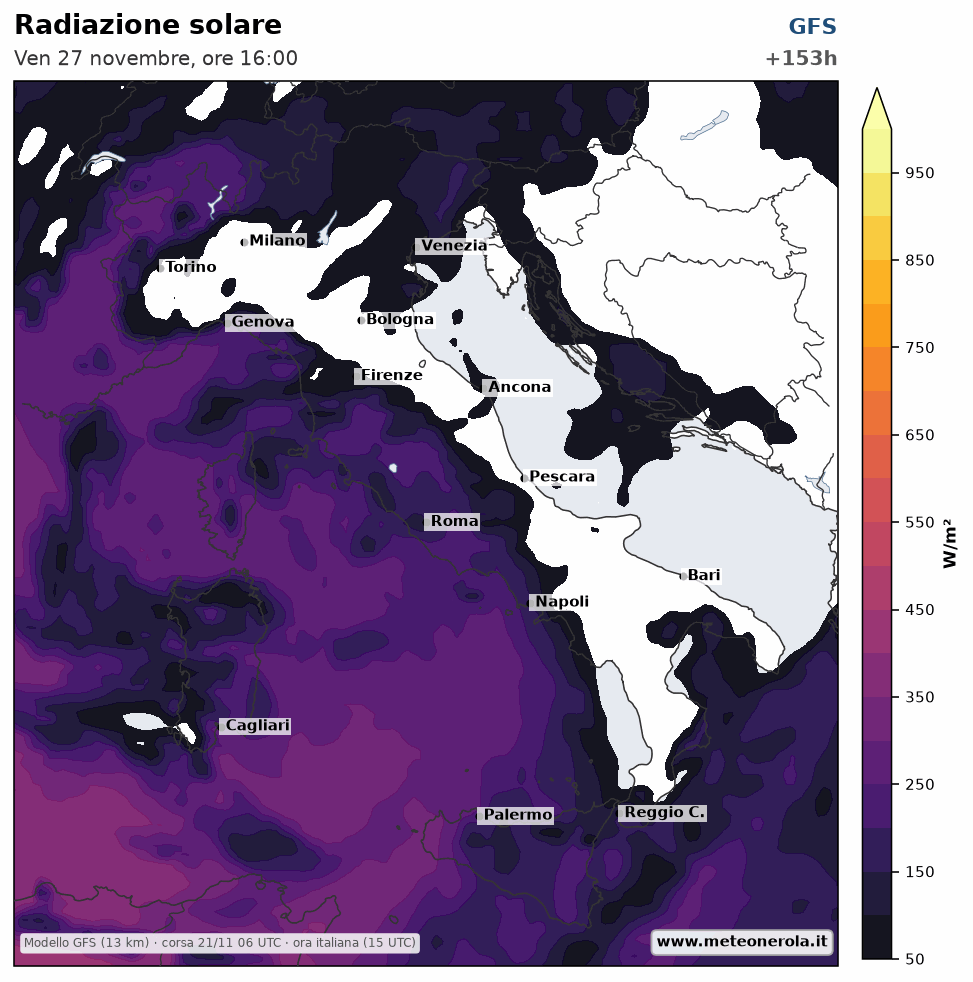 Radiazione solare
GFS
Ven 27 novembre, ore 16:00
+153h
Milano
Venezia
Torino
Genova
Bologna
Firenze
Ancona
Pescara
Roma
Bari
Napoli
Cagliari
Palermo
Reggio C.
950
850
750
650
550
450
350
250
150
50
W/m²
Modello GFS (13 km) · corsa 21/11 06 UTC · ora italiana (15 UTC)
www.meteonerola.it